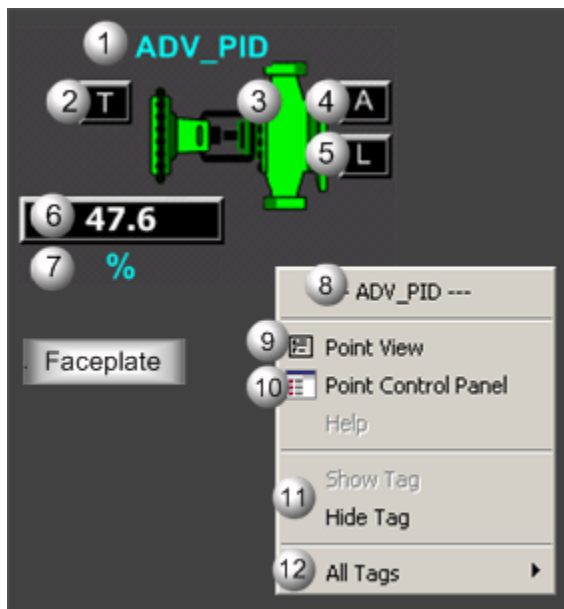 1 ADV_PID
2 T
3
4 A
5 L
6 47.6
7 %
8 - ADV_PID ---
Faceplate
9 Point View
10 Point Control Panel
Help
Show Tag
11
Hide Tag
12 All Tags